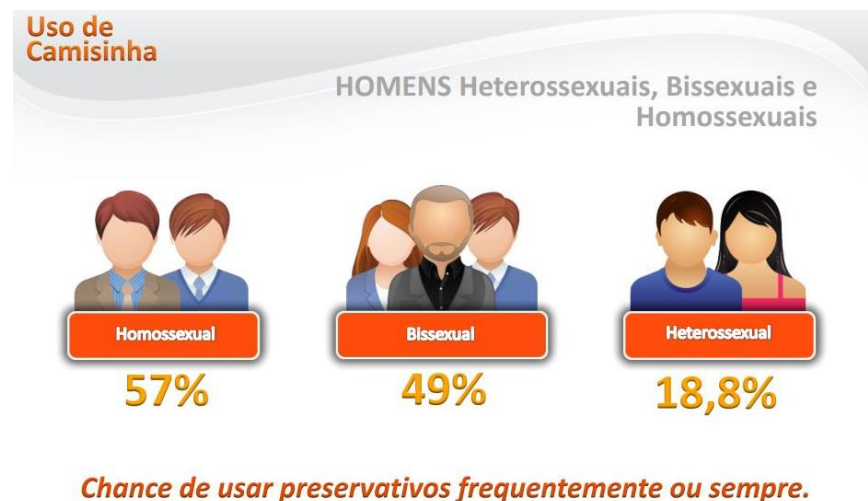 Uso de
Camisinha
HOMENS Heterossexuais, Bissexuais e
Homossexuais
Homossexual
Bissexual
Heterossexual
57%
49%
18,8%
Chance de usar preservativos frequentemente ou sempre.